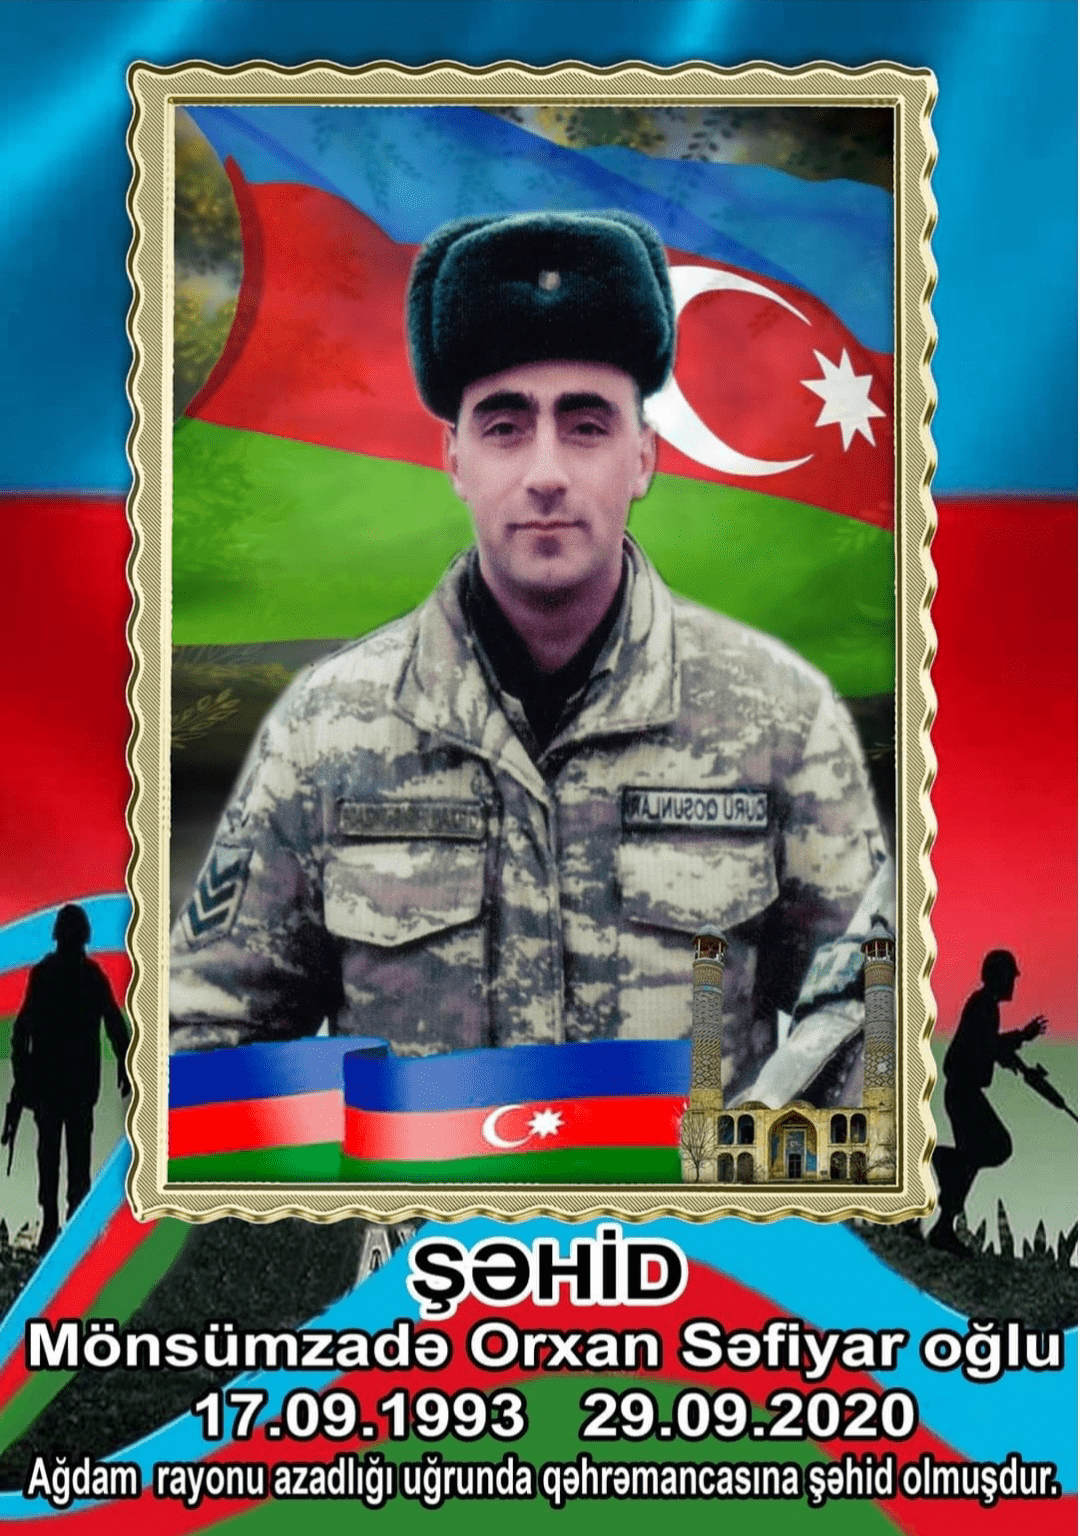 QURU QOŞUNLAR
ŞƏHİD
Mönsümzadə Orxan Səfiyar oğlu
17.09.1993 29.09.2020
Ağdam rayonu azadlığı uğrunda qəhrəmancasına şəhid olmuşdur.